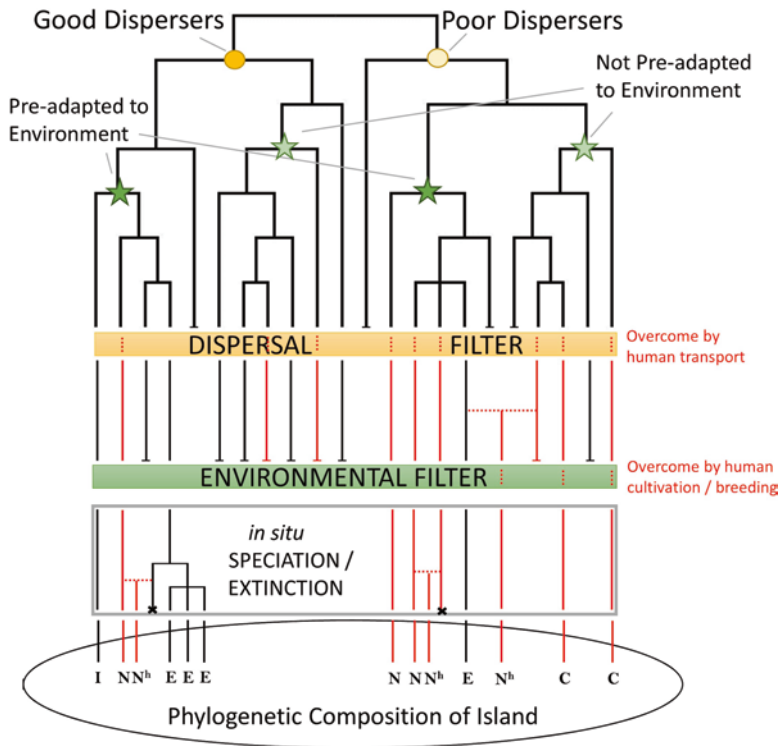 Good Dispersers
Poor Dispersers
Not Pre-adapted
to Environment
Pre-adapted to
Environment
DISPERSAL FILTER
Overcome by
human transport
ENVIRONMENTAL FILTER
Overcome by human
cultivation / breeding
in situ
SPECIATION /
EXTINCTION
I N Nʰ E E E N N Nʰ E Nʰ C C
Phylogenetic Composition of Island